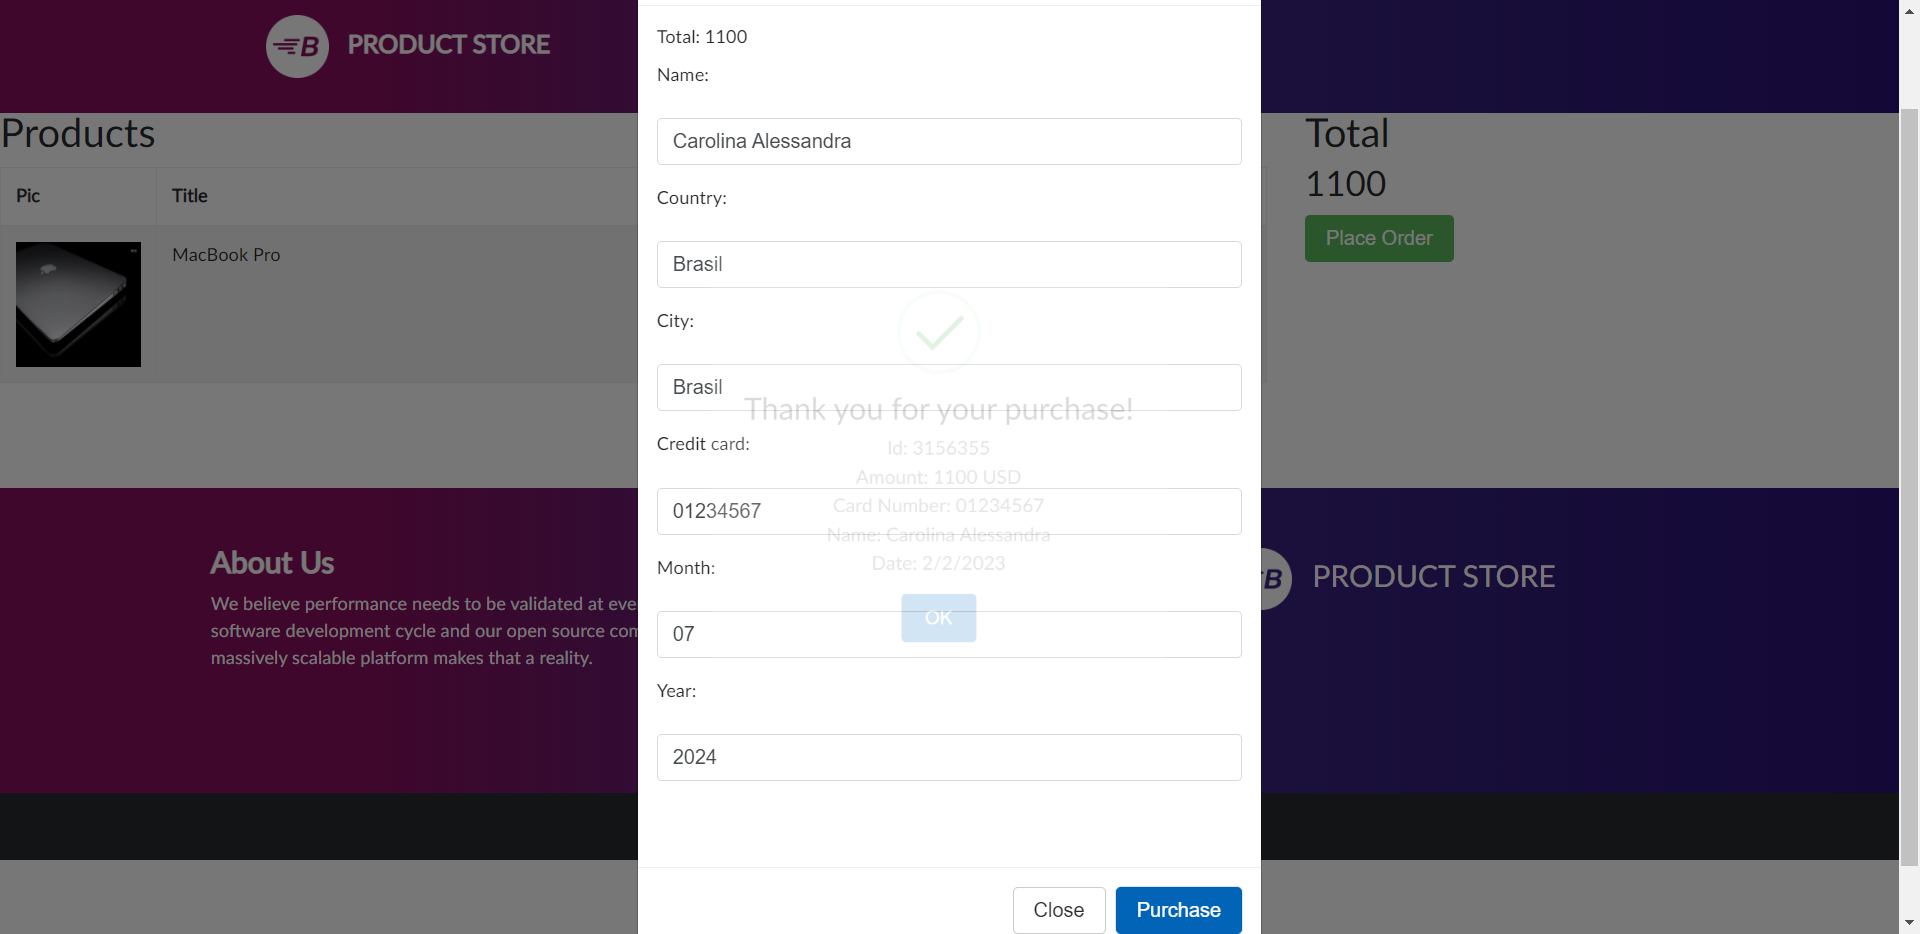 B PRODUCT STORE
Products
Pic Title
MacBook Pro
Total
1100
Place Order
Total: 1100
Name:
Carolina Alessandra
Country:
Brasil
City:
Brasil
Credit card:
01234567
Month:
07
Year:
2024
Close Purchase
Thank you for your purchase!
Id: 3156355
Amount: 1100 USD
Card Number: 01234567
Name: Carolina Alessandra
Date: 2/2/2023
OK
About Us
We believe performance needs to be validated at eve
software development cycle and our open source com
massively scalable platform makes that a reality.
B PRODUCT STORE